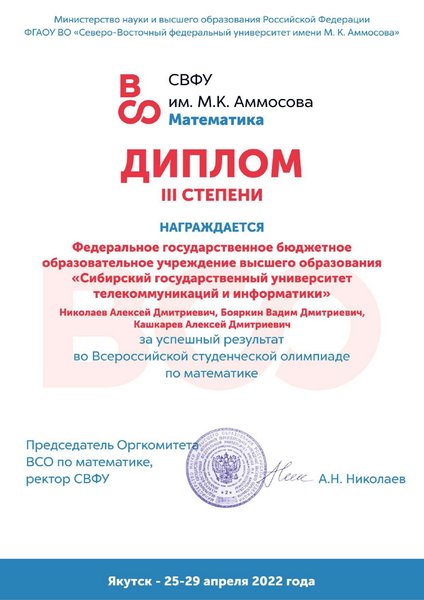 Министерство науки и высшего образования Российской Федерации
ФГАОУ ВО «Северо-Восточный федеральный университет имени М. К. Аммосова»
ВСО
СВФУ
им. М.К. Аммосова
Математика
ДИПЛОМ
III СТЕПЕНИ
НАГРАЖДАЕТСЯ
Федеральное государственное бюджетное
образовательное учреждение высшего образования
«Сибирский государственный университет
телекоммуникаций и информатики»
Николаев Алексей Дмитриевич, Бояркин Вадим Дмитриевич,
Кашкарев Алексей Дмитриевич
за успешный результат
во Всероссийской студенческой олимпиаде
по математике
ВСО
Председатель Оргкомитета
ВСО по математике,
ректор СВФУ
А.Н. Николаев
Якутск - 25-29 апреля 2022 года